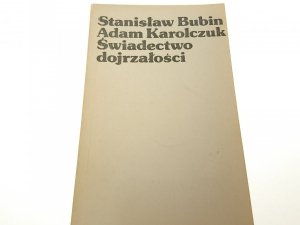 Stanisław Bubin
Adam Karolczuk
Świadectwo
dojrzałości